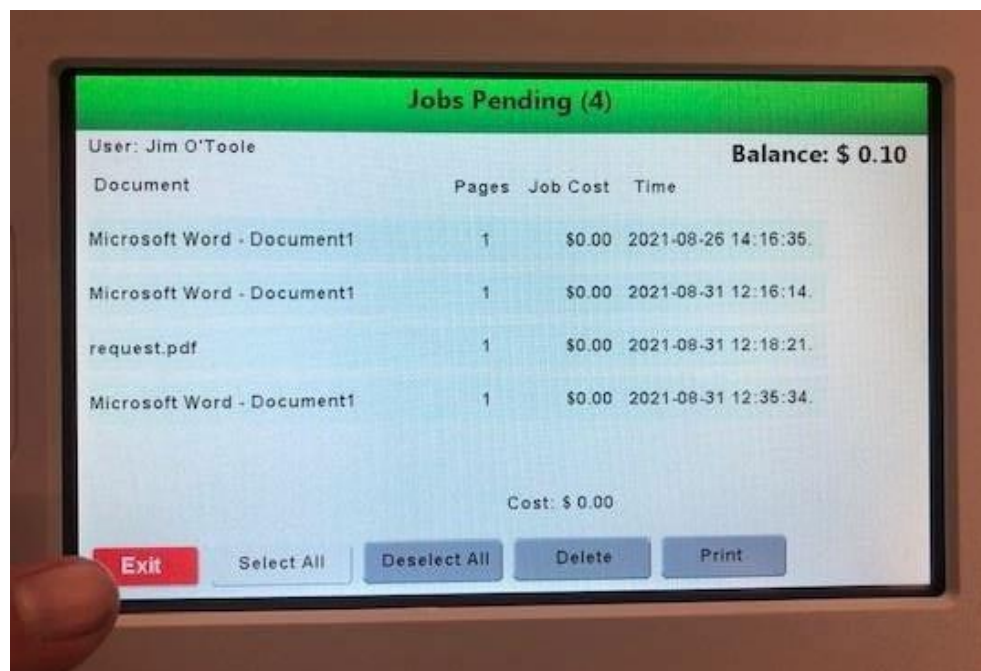 Jobs Pending (4)
User: Jim O'Toole
Balance: $ 0.10
Document Pages Job Cost Time
Microsoft Word - Document1 1 $0.00 2021-08-26 14:16:35.
Microsoft Word - Document1 1 $0.00 2021-08-31 12:16:14.
request.pdf 1 $0.00 2021-08-31 12:18:21.
Microsoft Word - Document1 1 $0.00 2021-08-31 12:35:34.
Cost: $ 0.00
Exit Select All Deselect All Delete Print